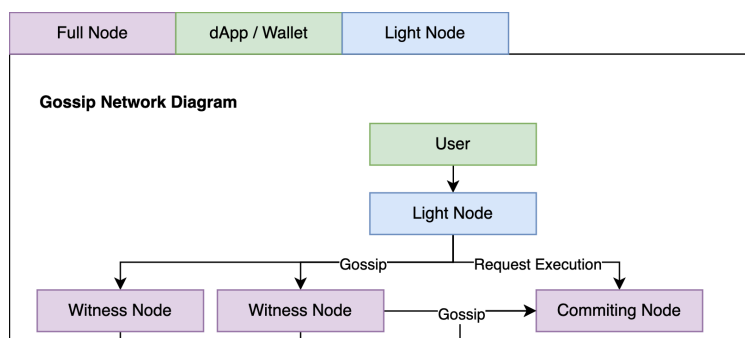 Full Node
dApp / Wallet
Light Node
Gossip Network Diagram
User
Light Node
Gossip
Request Execution
Witness Node
Witness Node
Gossip
Commiting Node